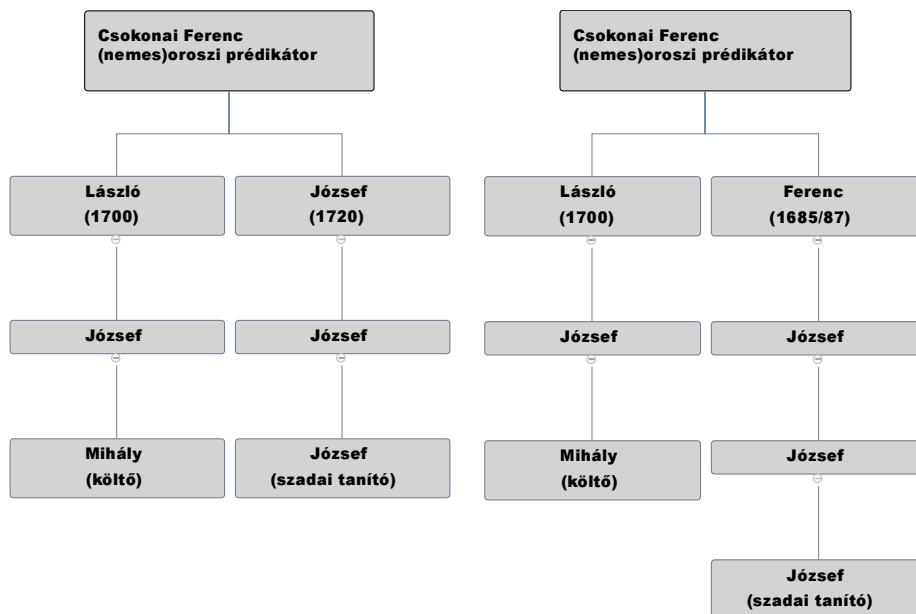 Csokonai Ferenc
(nemes)oroszi prédikátor
László
(1700)
József
(1720)
József
József
Mihály
(költő)
József
(szadai tanító)
Csokonai Ferenc
(nemes)oroszi prédikátor
László
(1700)
Ferenc
(1685/87)
József
József
Mihály
(költő)
József
József
(szadai tanító)